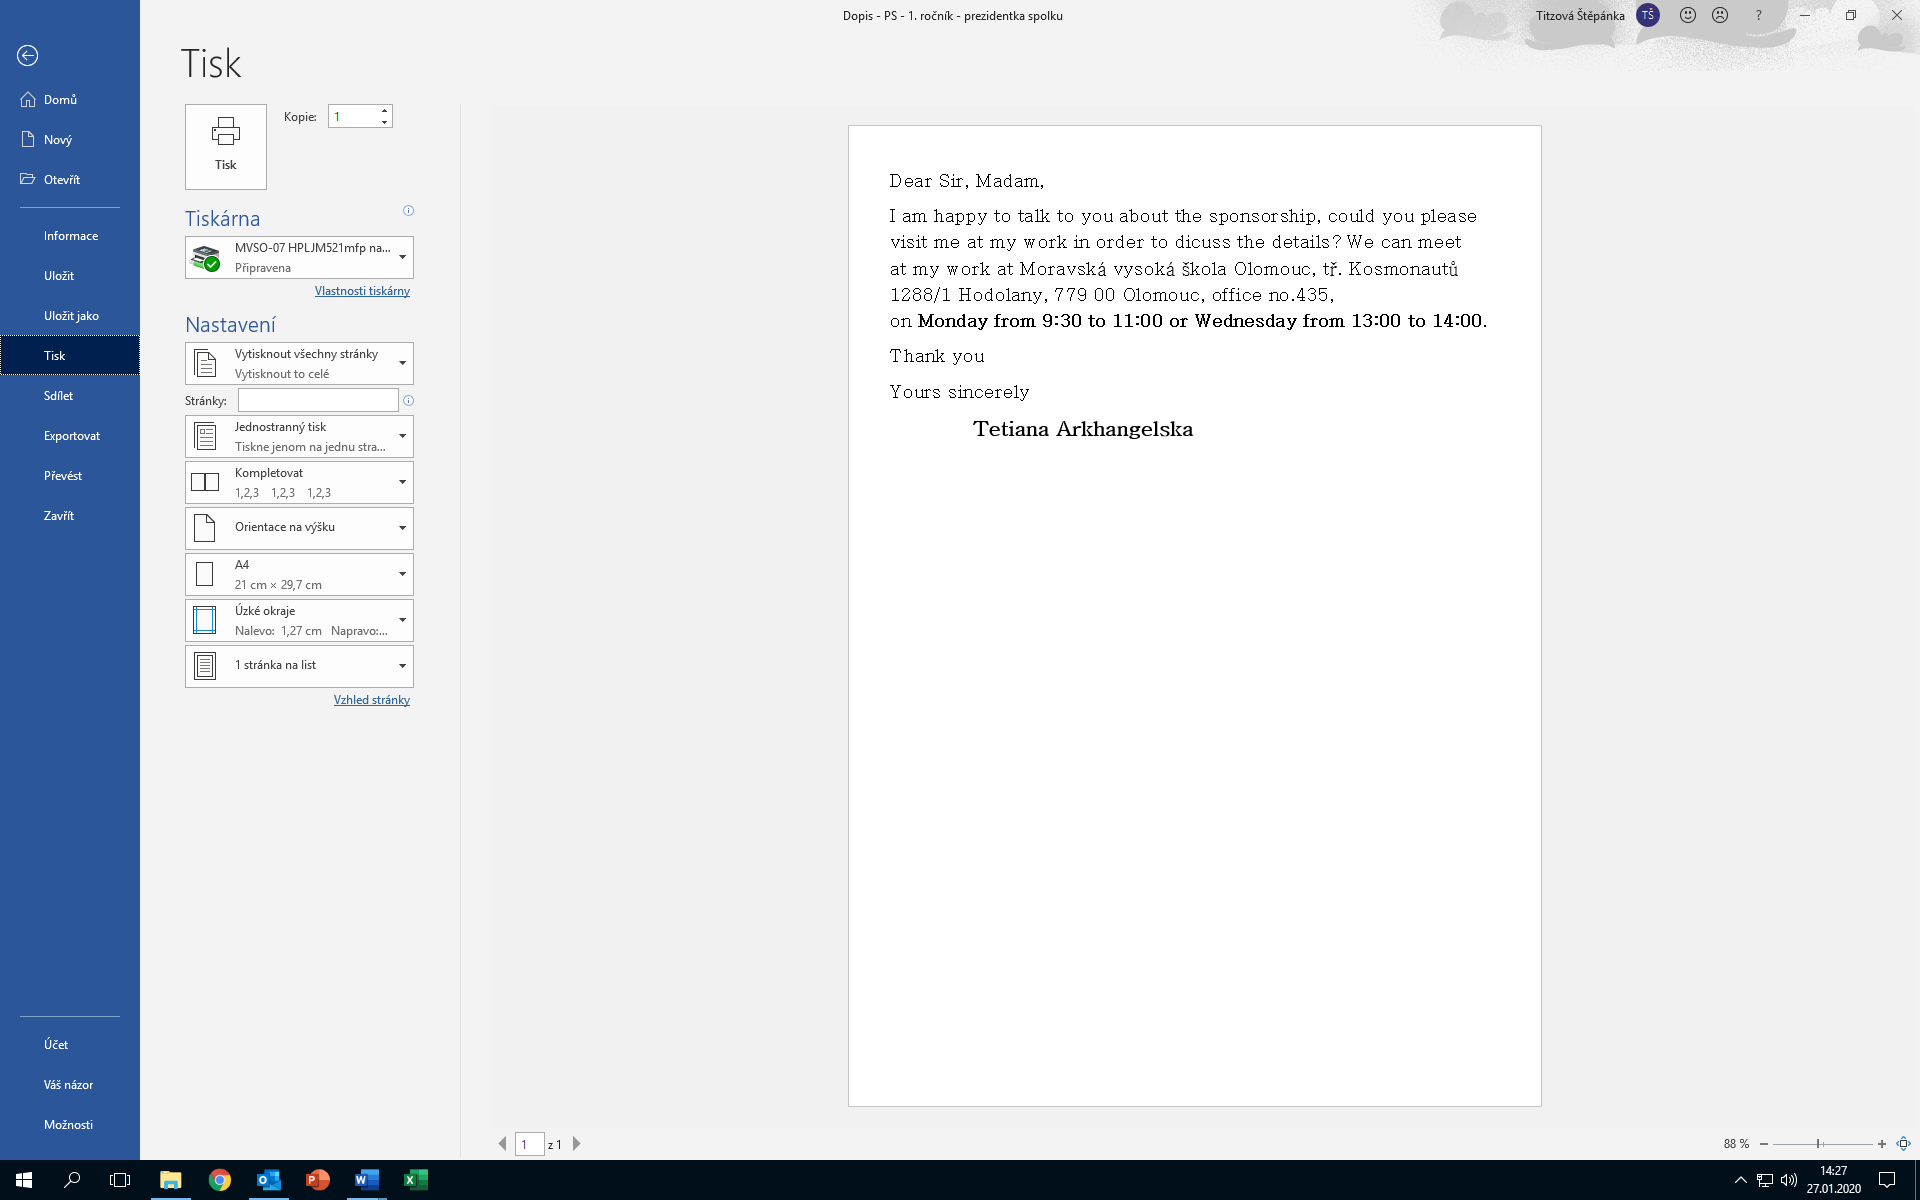 Dopis - PS - 1. ročník - prezidentka spolku
Titzová Štěpánka
TŠ
?
Domů
Nový
Otevřít
Informace
Uložit
Uložit jako
Tisk
Sdílet
Exportovat
Převést
Zavřít
Účet
Váš názor
Možnosti
Tisk
Tisk
Kopie: 1
Tiskárna
MVSO-07 HPLJM521mfp na...
Připravena
Vlastnosti tiskárny
Nastavení
Vytisknout všechny stránky
Vytisknout to celé
Stránky:
Jednostranný tisk
Tiskne jenom na jednu stra...
Kompletovat
1,2,3 1,2,3 1,2,3
Orientace na výšku
A4
21 cm × 29,7 cm
Úzké okraje
Nalevo: 1,27 cm Napravo:...
1 stránka na list
Vzhled stránky
Dear Sir, Madam,
I am happy to talk to you about the sponsorship, could you please
visit me at my work in order to dicuss the details? We can meet
at my work at Moravská vysoká škola Olomouc, tř. Kosmonautů
1288/1 Hodolany, 779 00 Olomouc, office no.435,
on Monday from 9:30 to 11:00 or Wednesday from 13:00 to 14:00.
Thank you
Yours sincerely
Tetiana Arkhangelska
1 z 1
88 %
14:27
27.01.2020